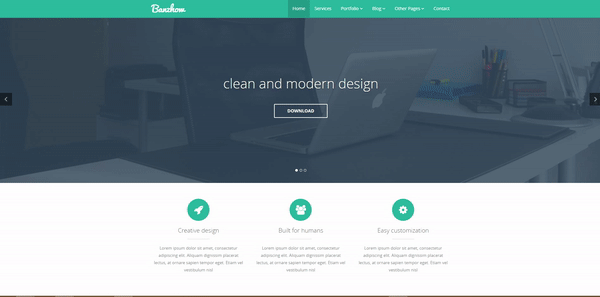 Banzhow
Home Services Portfolio Blog Other Pages Contact
clean and modern design
DOWNLOAD
Creative design Built for humans Easy customization
Lorem ipsum dolor sit amet, consectetur Lorem ipsum dolor sit amet, consectetur Lorem ipsum dolor sit amet, consectetur
adipiscing elit. Etiam aliquam placerat adipiscing elit. Etiam aliquam placerat adipiscing elit. Etiam aliquam placerat
lectus, at ornare sapien tempor eget. Etiam vel lectus, at ornare sapien tempor eget. Etiam vel lectus, at ornare sapien tempor eget. Etiam vel
vestibulum nisl vestibulum nisl vestibulum nisl